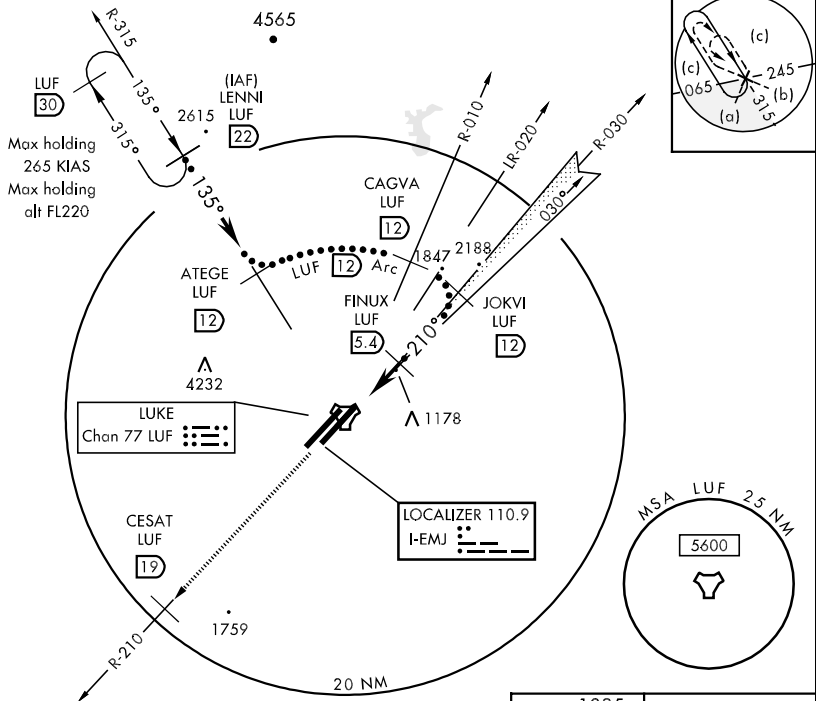 R-315
135°
315°
LUF
30
Max holding
265 KIAS
Max holding
alt FL220
4565
(IAF)
LENNI
LUF
22
2615
135°
R-010
LR-020
R-030
030°
(c)
(c)
245
065
(b)
(a)
315
CAGVA
LUF
12
1847
2188
ATEGE
LUF
12
LUF
12
Arc
FINUX
LUF
5.4
210°
JOKVI
LUF
12
4232
1178
LUKE
Chan 77 LUF
LOCALIZER 110.9
I-EMJ
CESAT
LUF
19
R-210
1759
20 NM
MSA LUF 25 NM
5600